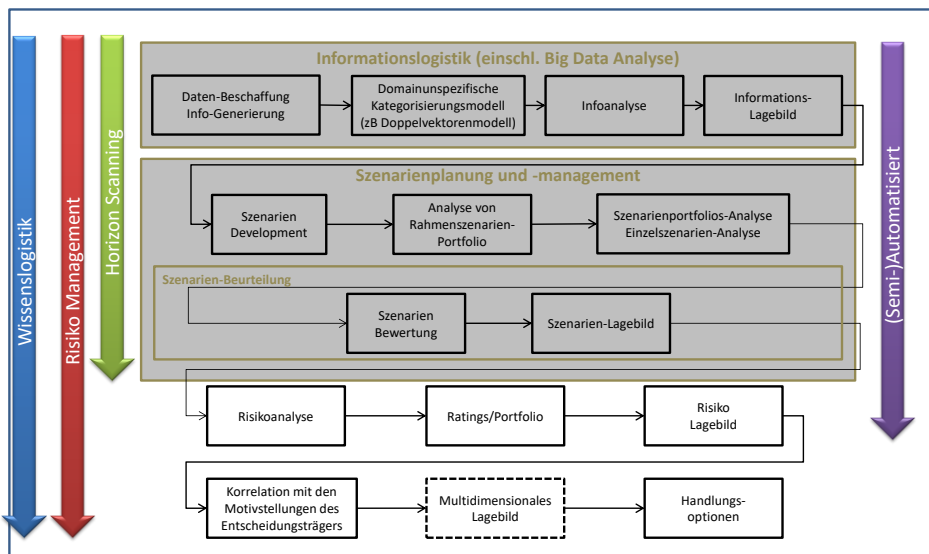 Wissenslogistik
Risiko Management
Horizon Scanning
Informationslogistik (einschl. Big Data Analyse)
Daten-Beschaffung
Info-Generierung
Domainunspezifische
Kategorisierungsmodell
(zB Doppelvektorenmodell)
Infoanalyse
Informations-
Lagebild
Szenarienplanung und -management
Szenarien
Development
Analyse von
Rahmenszenarien-
Portfolio
Szenarienportfolios-Analyse
Einzelszenarien-Analyse
Szenarien-Beurteilung
Szenarien
Bewertung
Szenarien-Lagebild
Risikoanalyse
Ratings/Portfolio
Risiko
Lagebild
Korrelation mit den
Motivstellungen des
Entscheidungsträgers
Multidimensionales
Lagebild
Handlungs-
optionen
(Semi-)Automatisiert